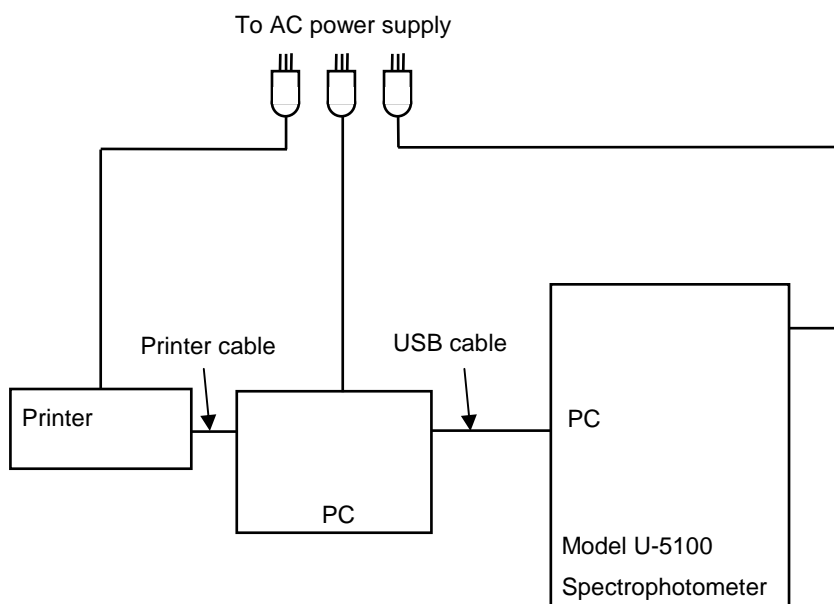 To AC power supply
Printer cable
USB cable
Printer
PC
PC
Model U-5100
Spectrophotometer